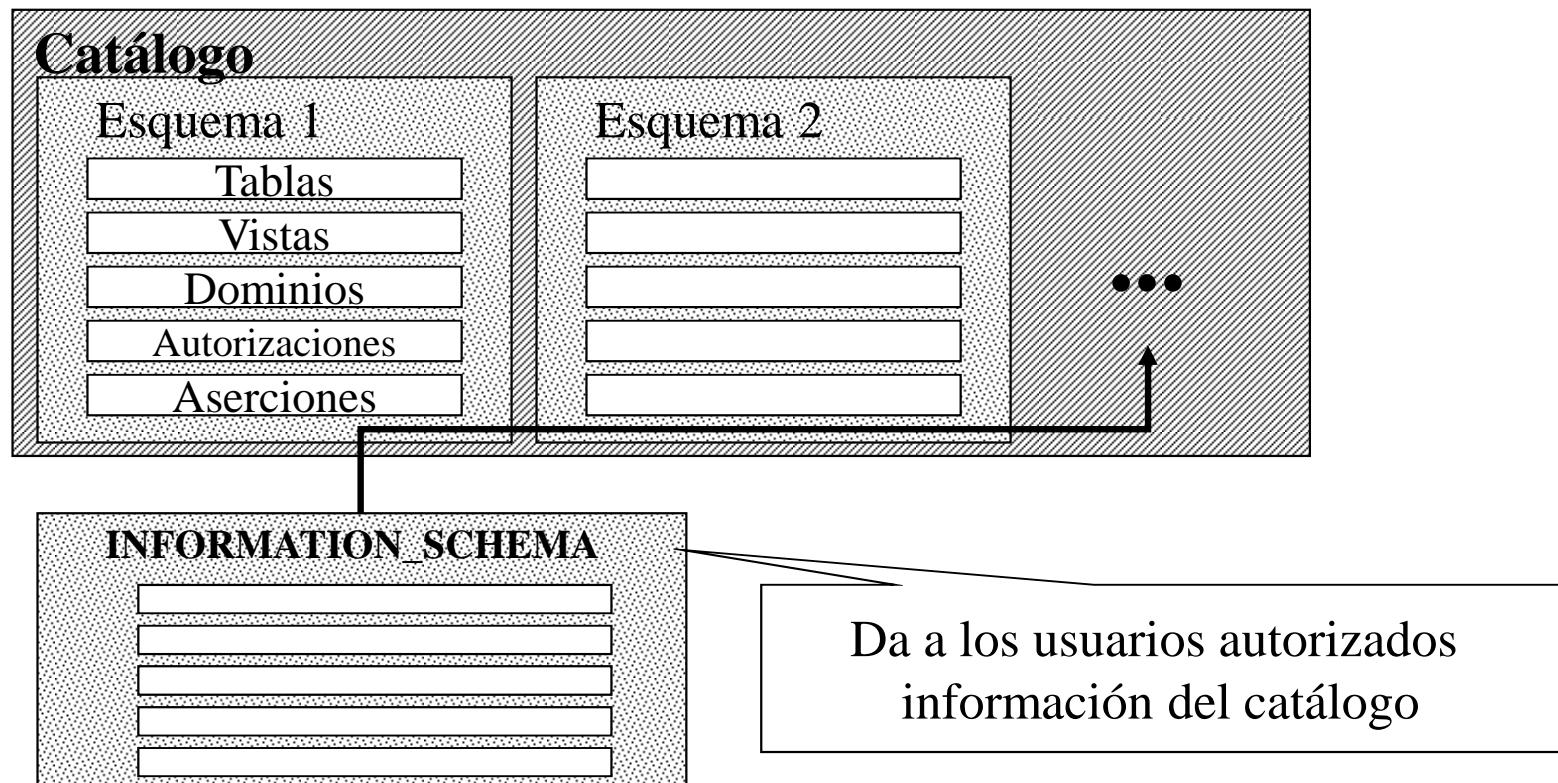 Catálogo
Esquema 1
Tablas
Vistas
Dominios
Autorizaciones
Aserciones
Esquema 2
INFORMATION_SCHEMA
Da a los usuarios autorizados
información del catálogo